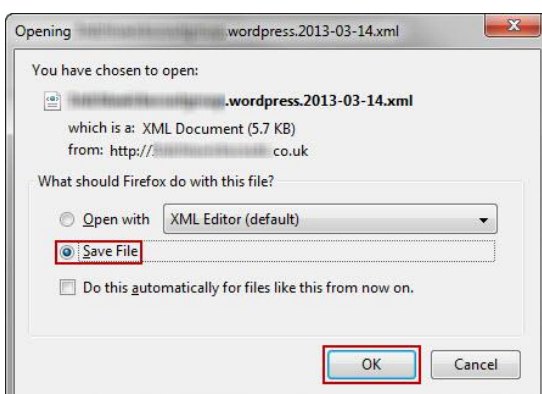 Opening .wordpress.2013-03-14.xml
You have chosen to open:
.wordpress.2013-03-14.xml
which is a: XML Document (5.7 KB)
from: http:// co.uk
What should Firefox do with this file?
Open with XML Editor (default)
Save File
Do this automatically for files like this from now on.
OK Cancel